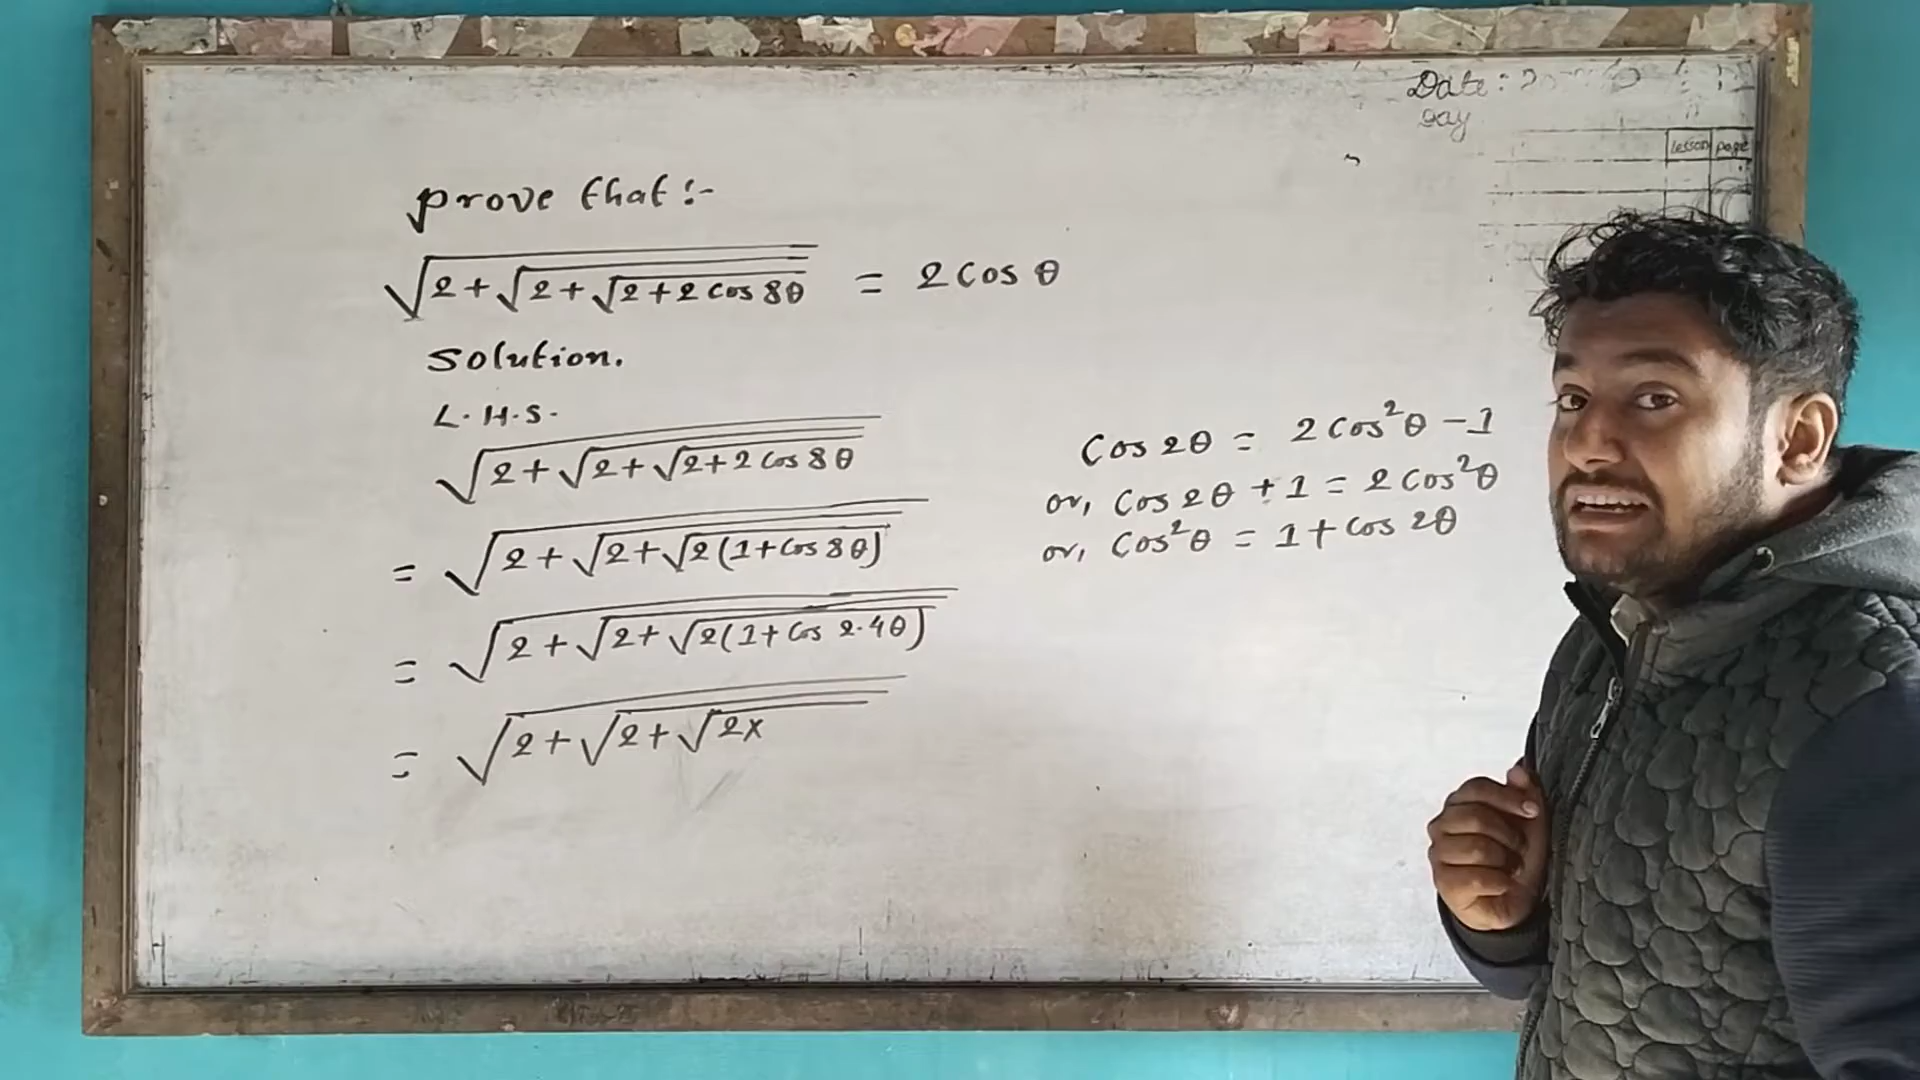 Date:
Day
lesson page
prove that:-
√2+√2+√2+2cos8θ = 2cosθ
Solution.
L.H.S.
√2+√2+√2+2cos8θ
= √2+√2+√2(1+cos8θ)
= √2+√2+√2(1+cos2.4θ)
= √2+√2+√2x
cos2θ = 2cos²θ-1
or, cos2θ+1 = 2cos²θ
or, cos²θ = 1+cos2θ